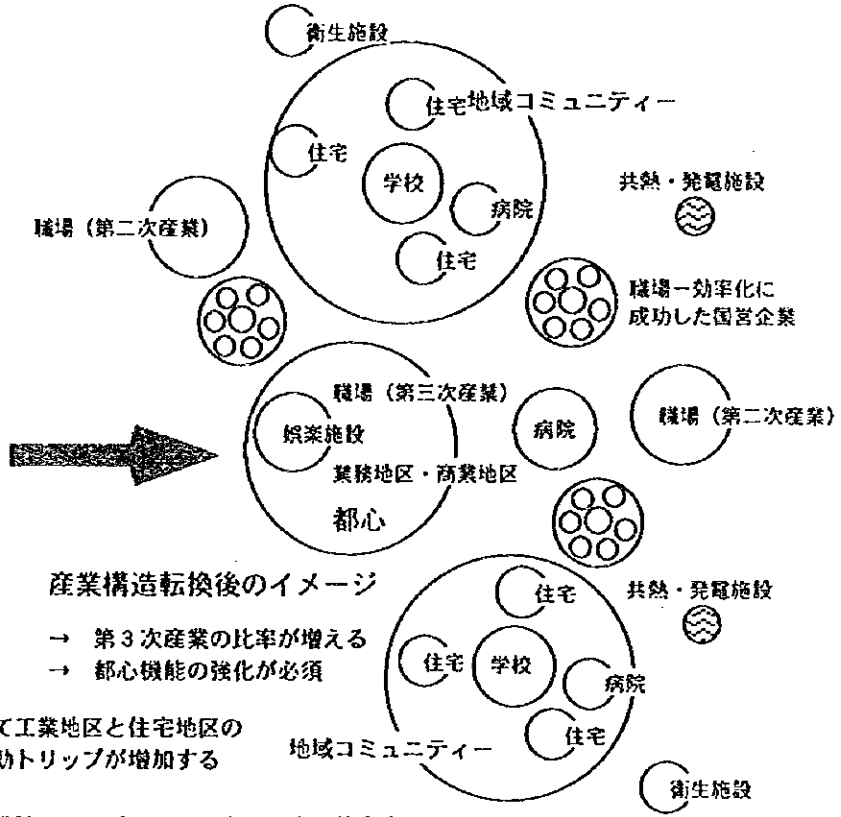 衛生施設
住宅
地域コミュニティー
住宅
学校
病院
住宅
共熱・発電施設
職場（第二次産業）
職場ー効率化に
成功した国営企業
職場（第三次産業）
娯楽施設
業務地区・商業地区
都心
病院
職場（第二次産業）
産業構造転換後のイメージ
→ 第３次産業の比率が増える
→ 都心機能の強化が必須
て工業地区と住宅地区の
動トリップが増加する
住宅
共熱・発電施設
住宅
学校
病院
住宅
地域コミュニティー
衛生施設